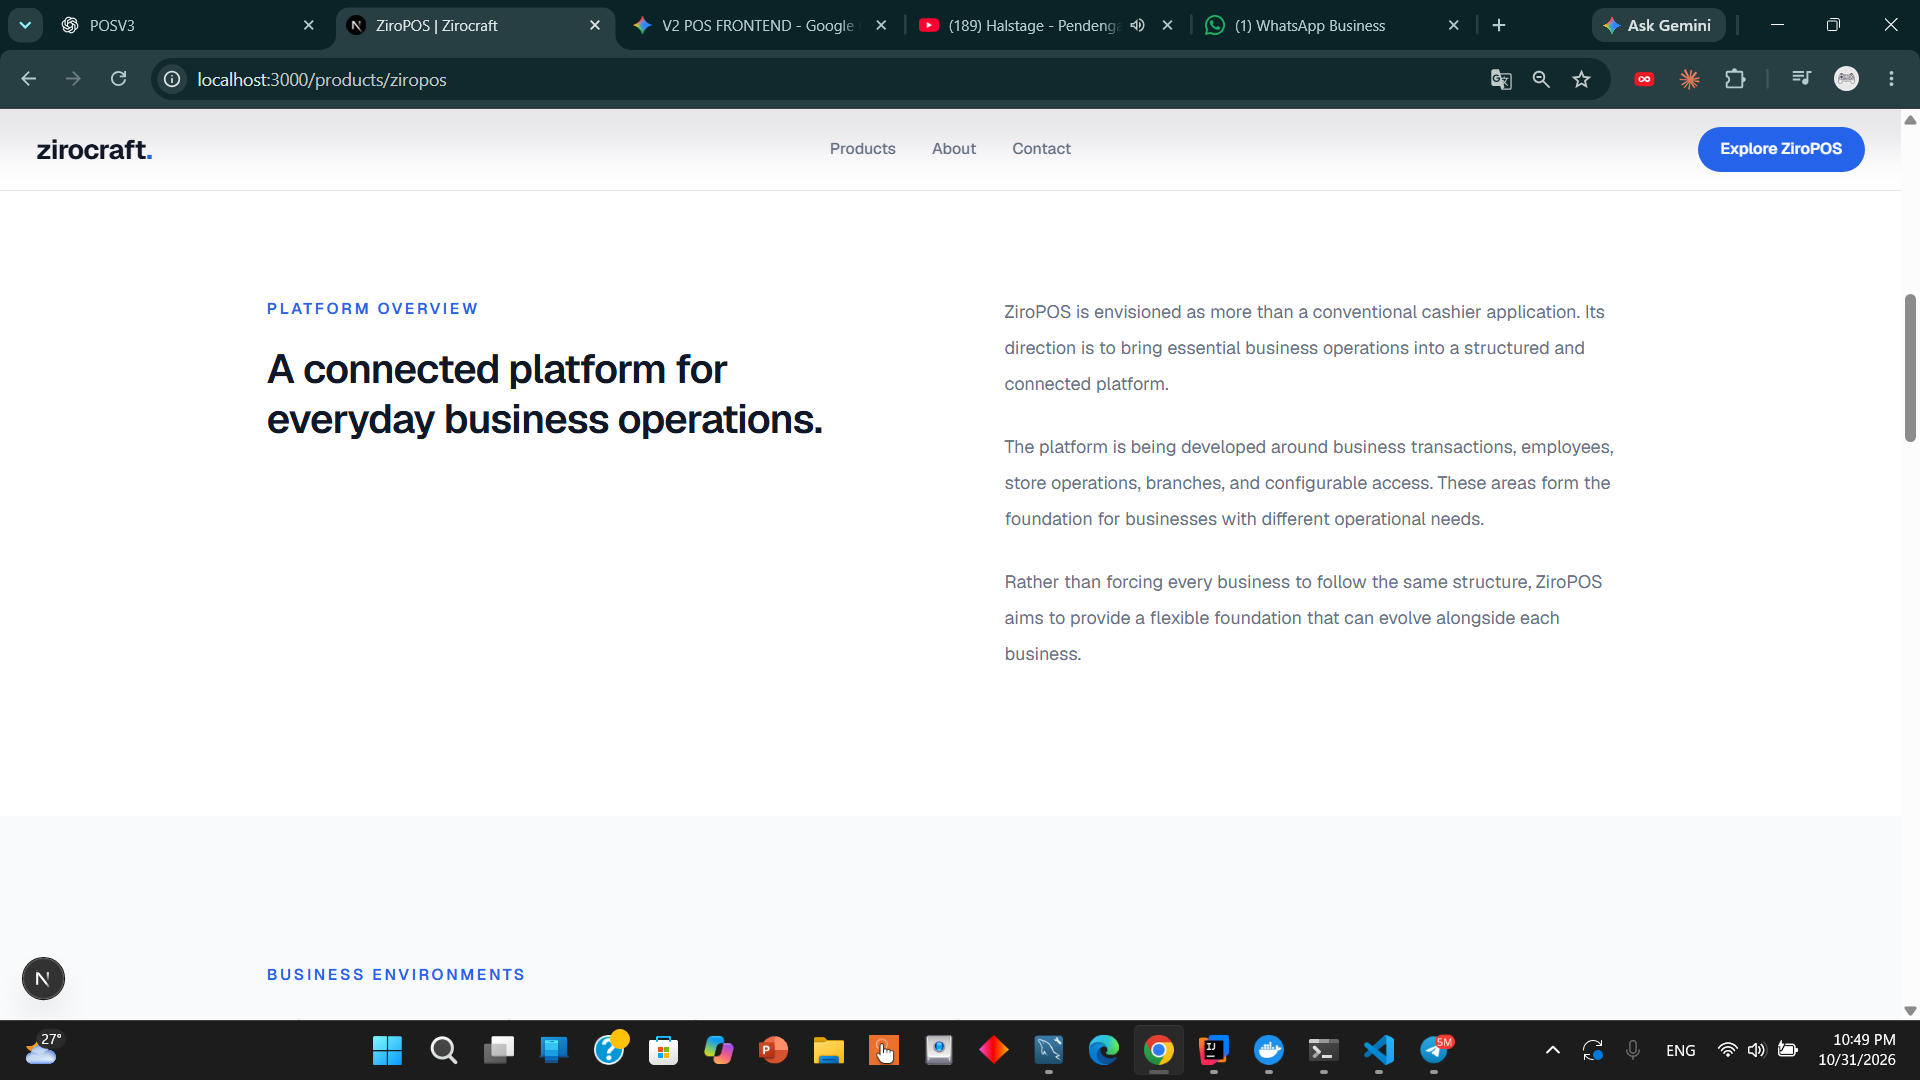 POSV3
ZiroPOS | Zirocraft
V2 POS FRONTEND - Google
(189) Halstage - Pendenga
(1) WhatsApp Business
Ask Gemini
localhost:3000/products/ziropos
zirocraft.
Products
About
Contact
Explore ZiroPOS
PLATFORM OVERVIEW
A connected platform for
everyday business operations.
ZiroPOS is envisioned as more than a conventional cashier application. Its
direction is to bring essential business operations into a structured and
connected platform.
The platform is being developed around business transactions, employees,
store operations, branches, and configurable access. These areas form the
foundation for businesses with different operational needs.
Rather than forcing every business to follow the same structure, ZiroPOS
aims to provide a flexible foundation that can evolve alongside each
business.
BUSINESS ENVIRONMENTS
N
27°
5M
ENG
10:49 PM
10/31/2026